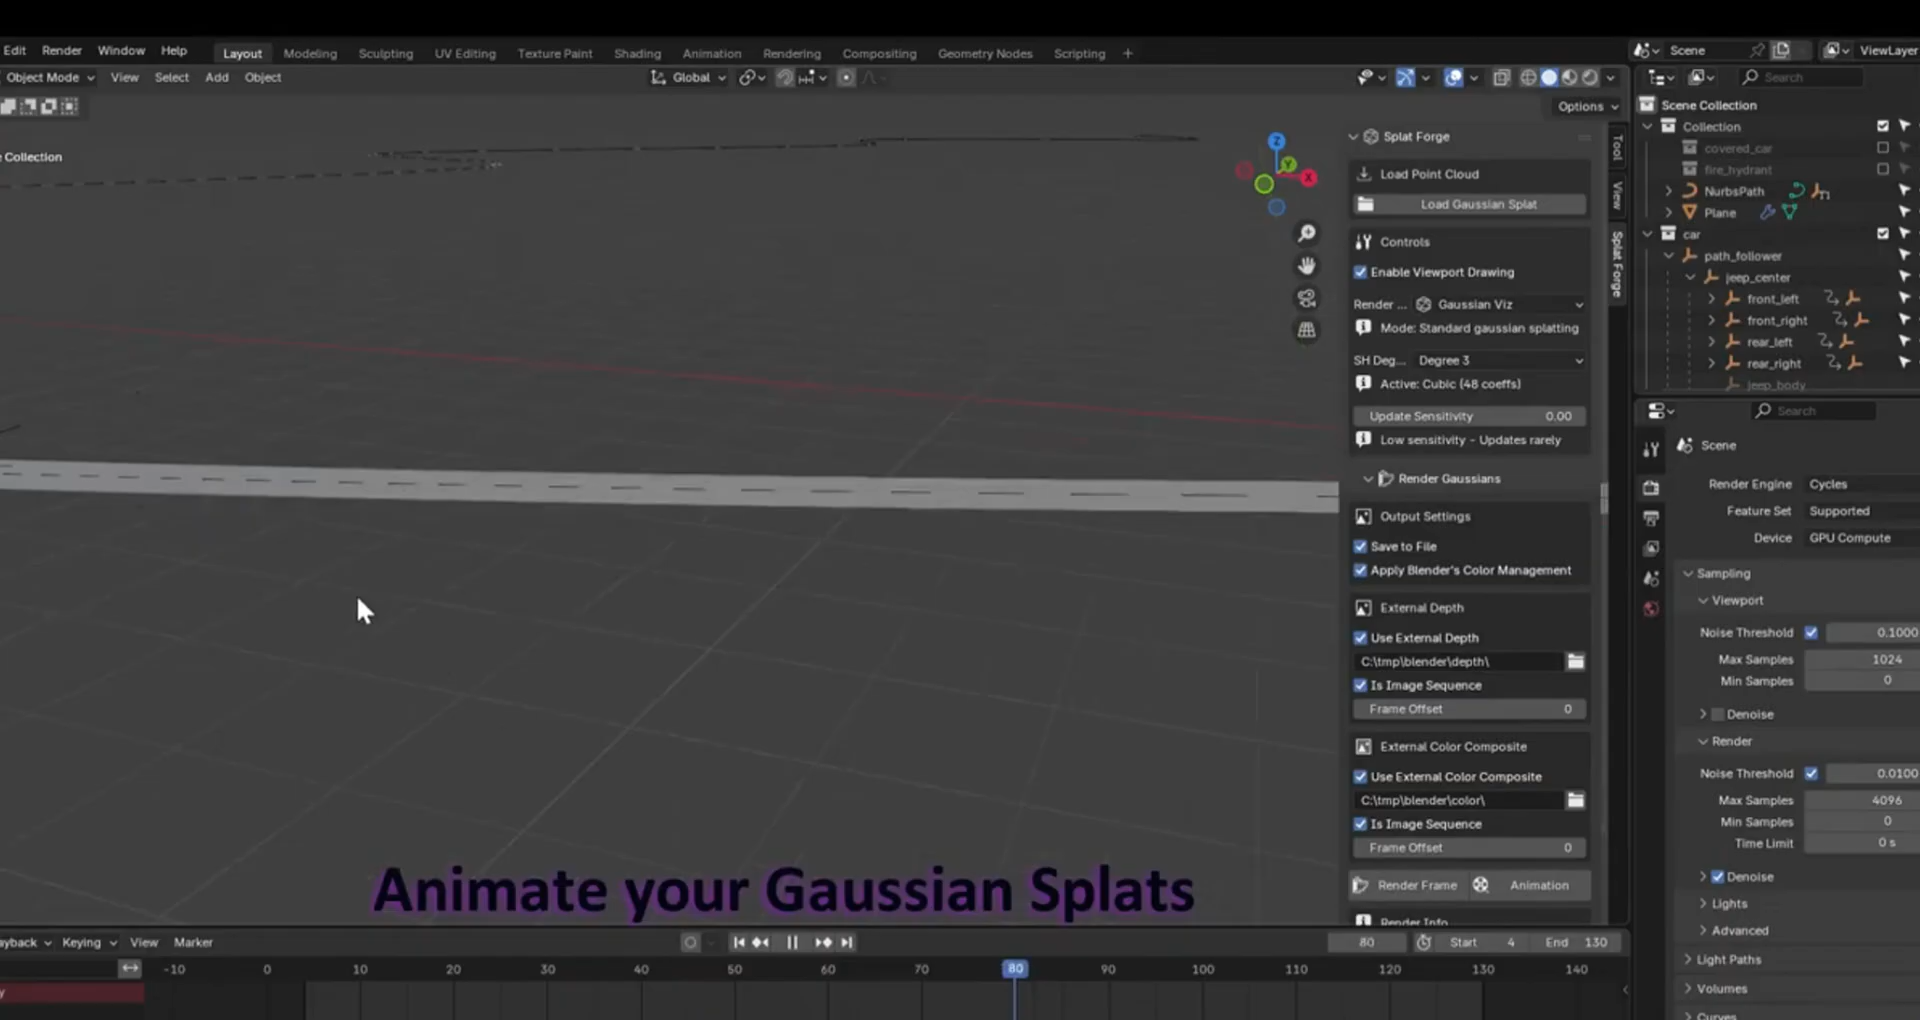 Edit Render Window Help Layout Modeling Sculpting UV Editing Texture Paint Shading Animation Rendering Compositing Geometry Nodes Scripting + Scene ViewLayer
Object Mode View Select Add Object Global Search
Options
Scene Collection
Collection
covered_car
fire_hydrant
NurbsPath
Plane
car
path_follower
jeep_center
front_left
front_right
rear_left
rear_right
jeep_body
Collection
Z
Y
X
Tool
View
Splat Forge
Splat Forge
Load Point Cloud
Load Gaussian Splat
Controls
Enable Viewport Drawing
Render ... Gaussian Viz
Mode: Standard gaussian splatting
SH Deg... Degree 3
Active: Cubic (48 coeffs)
Update Sensitivity 0.00
Low sensitivity - Updates rarely
Render Gaussians
Output Settings
Save to File
Apply Blender's Color Management
External Depth
Use External Depth
C:\tmp\blender\depth\
Is Image Sequence
Frame Offset 0
External Color Composite
Use External Color Composite
C:\tmp\blender\color\
Is Image Sequence
Frame Offset 0
Render Frame Animation
Render Info
Search
Scene
Render Engine Cycles
Feature Set Supported
Device GPU Compute
Sampling
Viewport
Noise Threshold 0.1000
Max Samples 1024
Min Samples 0
Denoise
Render
Noise Threshold 0.0100
Max Samples 4096
Min Samples 0
Time Limit 0 s
Denoise
Lights
Advanced
Light Paths
Volumes
Curves
Animate your Gaussian Splats
ayback Keying View Marker 80 Start 4 End 130
-10 0 10 20 30 40 50 60 70 80 90 100 110 120 130 140
y